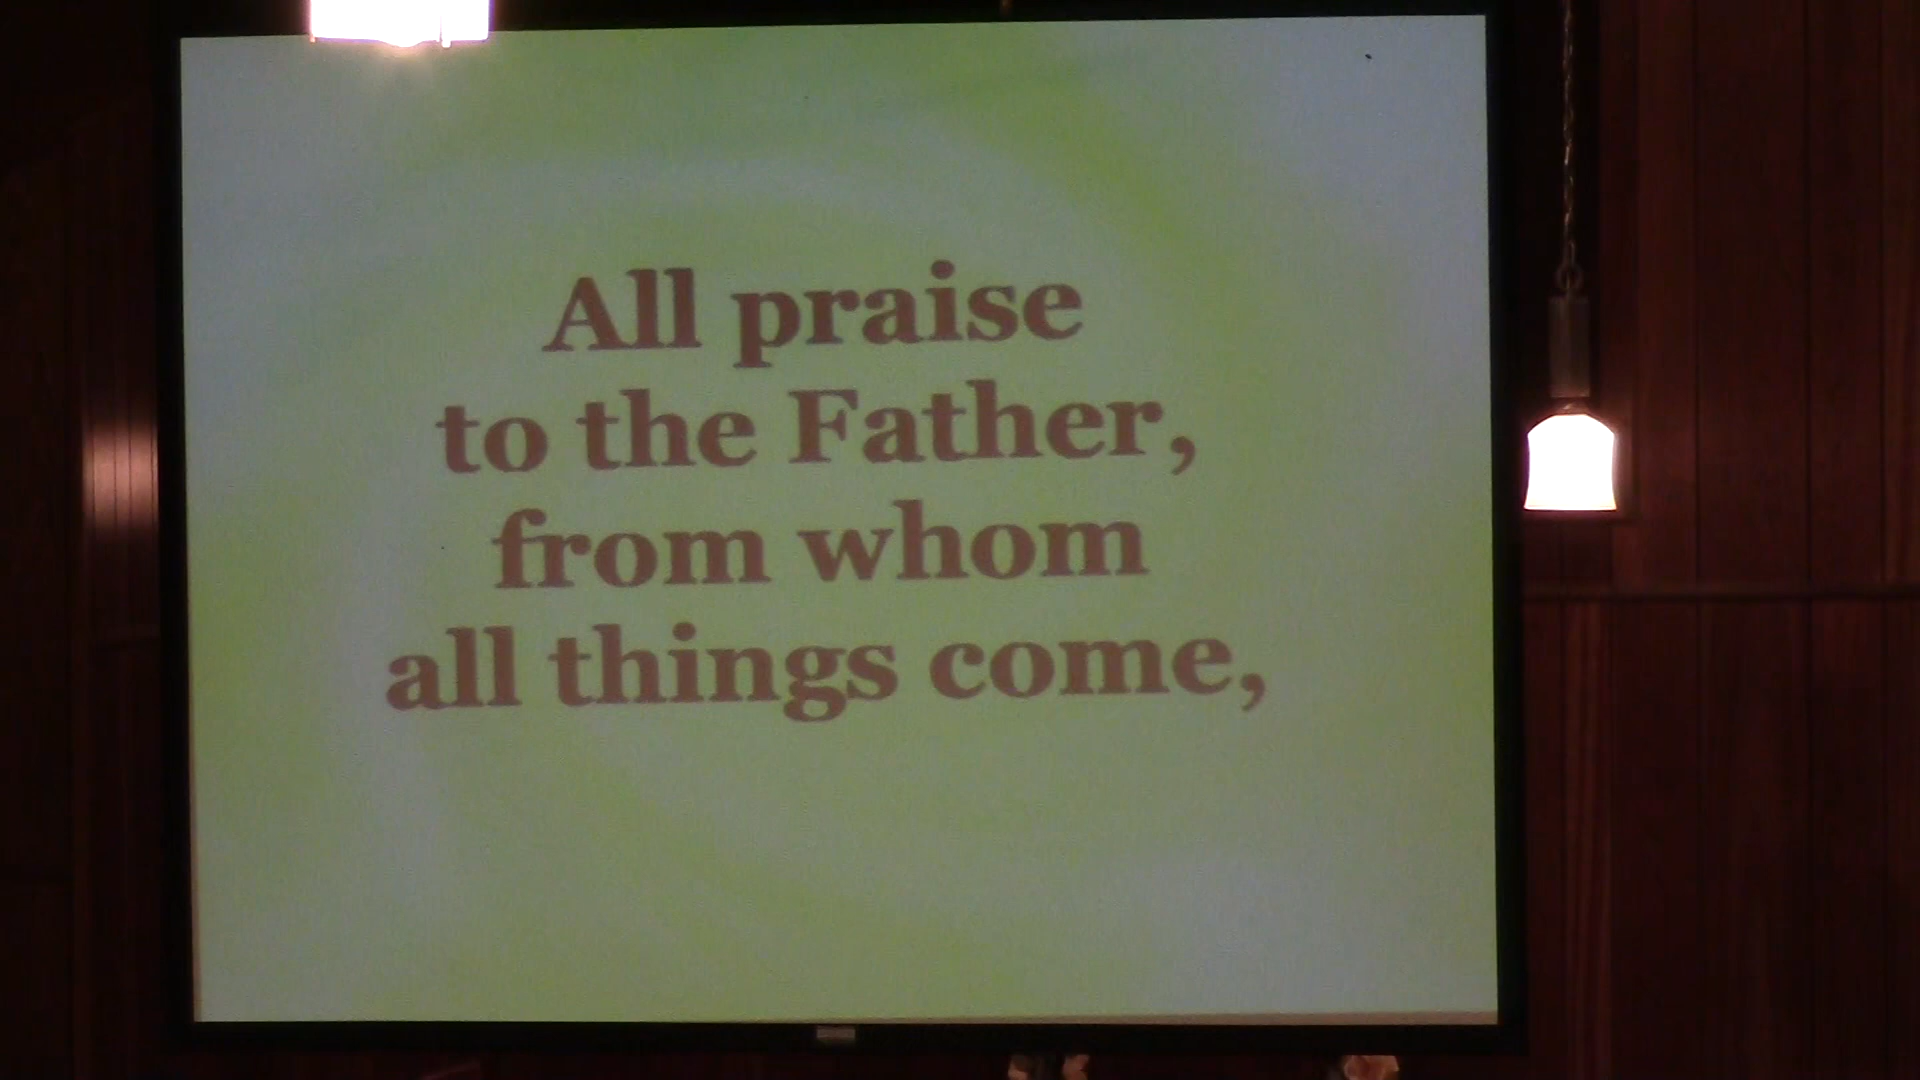 All praise
to the Father,
from whom
all things come,